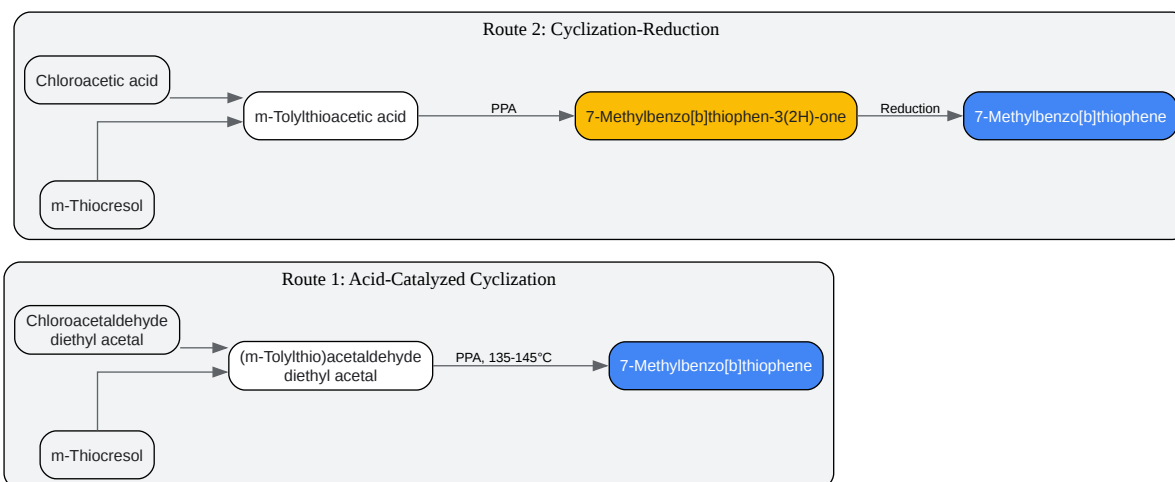 Route 2: Cyclization-Reduction
Chloroacetic acid
m-Tolylthioacetic acid
PPA
7-Methylbenzo[b]thiophen-3(2H)-one
Reduction
7-Methylbenzo[b]thiophene
m-Thiocresol
Route 1: Acid-Catalyzed Cyclization
Chloroacetaldehyde
diethyl acetal
(m-Tolylthio)acetaldehyde
diethyl acetal
PPA, 135-145°C
7-Methylbenzo[b]thiophene
m-Thiocresol